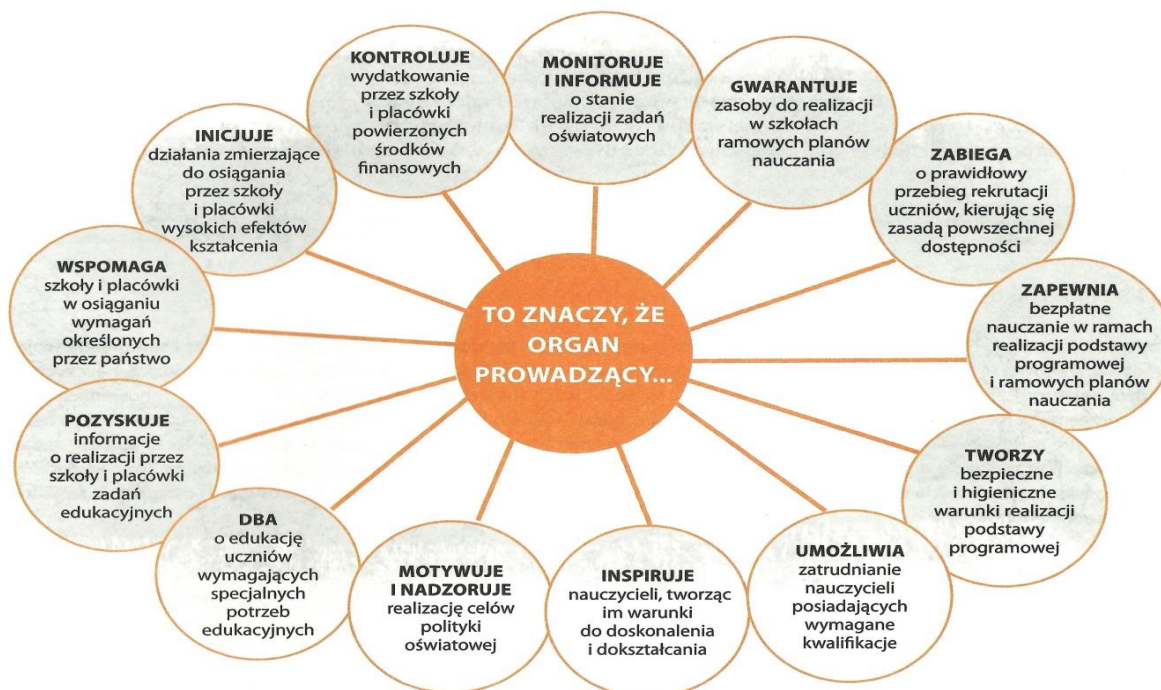 TO ZNACZY, ŻE
ORGAN
PROWADZĄCY...
MONITORUJE
I INFORMUJE
o stanie
realizacji zadań
oświatowych
GWARANTUJE
zasoby do realizacji
w szkołach
ramowych planów
nauczania
ZABIEGA
o prawidłowy
przebieg rekrutacji
uczniów, kierując się
zasadą powszechnej
dostępności
ZAPEWNIA
bezpłatne
nauczanie w ramach
realizacji podstawy
programowej
i ramowych planów
nauczania
TWORZY
bezpieczne
i higieniczne
warunki realizacji
podstawy
programowej
UMOŻLIWIA
zatrudnianie
nauczycieli
posiadających
wymagane
kwalifikacje
INSPIRUJE
nauczycieli, tworząc
im warunki
do doskonalenia
i dokształcania
MOTYWUJE
I NADZORUJE
realizację celów
polityki
oświatowej
DBA
o edukację
uczniów
wymagających
specjalnych
potrzeb
edukacyjnych
POZYSKUJE
informacje
o realizacji przez
szkoły i placówki
zadań
edukacyjnych
WSPOMAGA
szkoły i placówki
w osiąganiu
wymagań
określonych
przez państwo
INICJUJE
działania zmierzające
do osiągania
przez szkoły
i placówki
wysokich efektów
kształcenia
KONTROLUJE
wydatkowanie
przez szkoły
i placówki
powierzonych
środków
finansowych